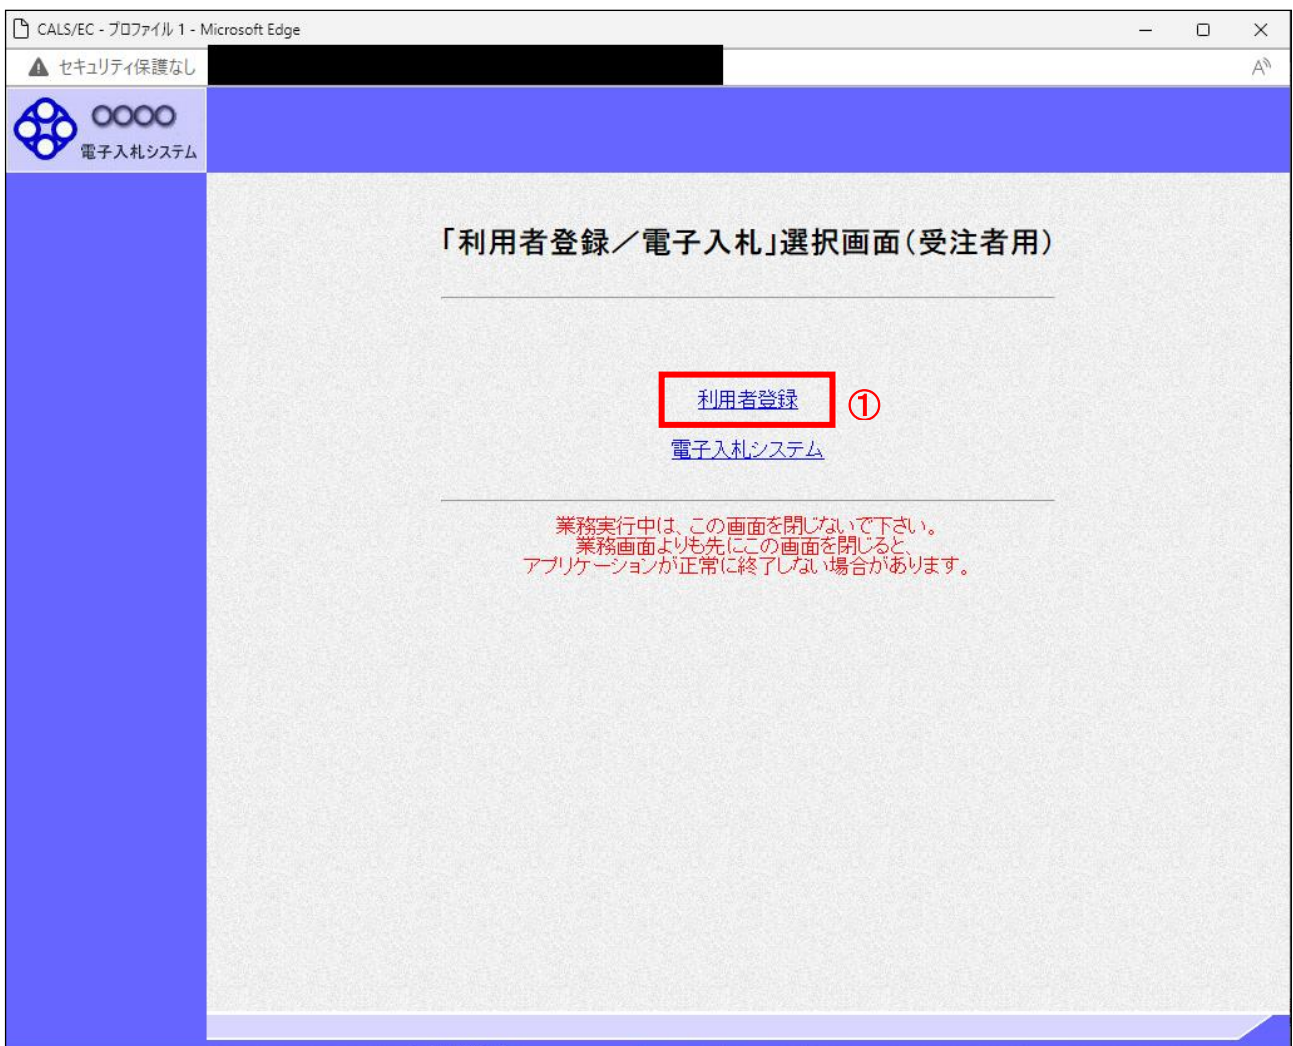 CALS/EC - プロファイル 1 - Microsoft Edge
セキュリティ保護なし
○○○○
電子入札システム
「利用者登録／電子入札」選択画面（受注者用）
利用者登録
①
電子入札システム
業務実行中は、この画面を閉じないで下さい。
業務画面よりも先にこの画面を閉じると、
アプリケーションが正常に終了しない場合があります。